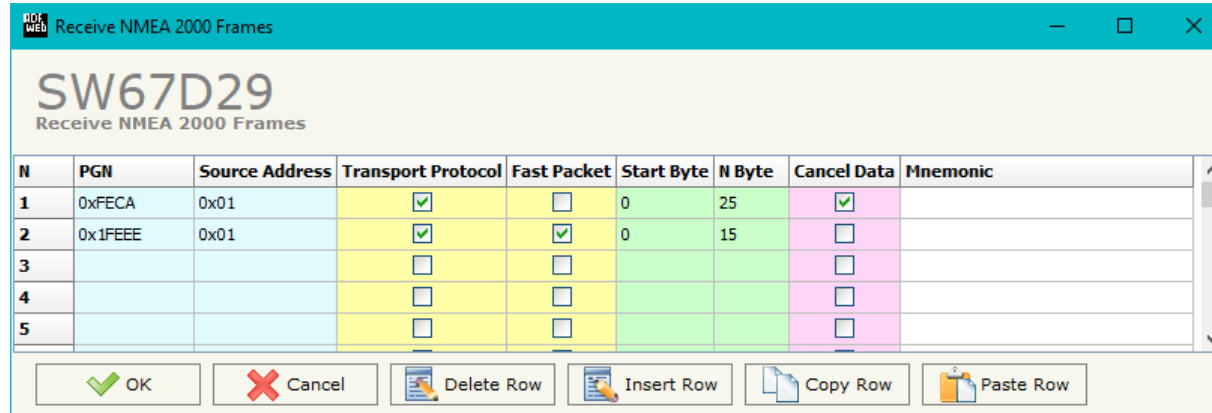 ADF
WEB Receive NMEA 2000 Frames
SW67D29
Receive NMEA 2000 Frames
N PGN Source Address Transport Protocol Fast Packet Start Byte N Byte Cancel Data Mnemonic
1 0xFECA 0x01 0 25
2 0x1FEEE 0x01 0 15
3
4
5
OK Cancel Delete Row Insert Row Copy Row Paste Row